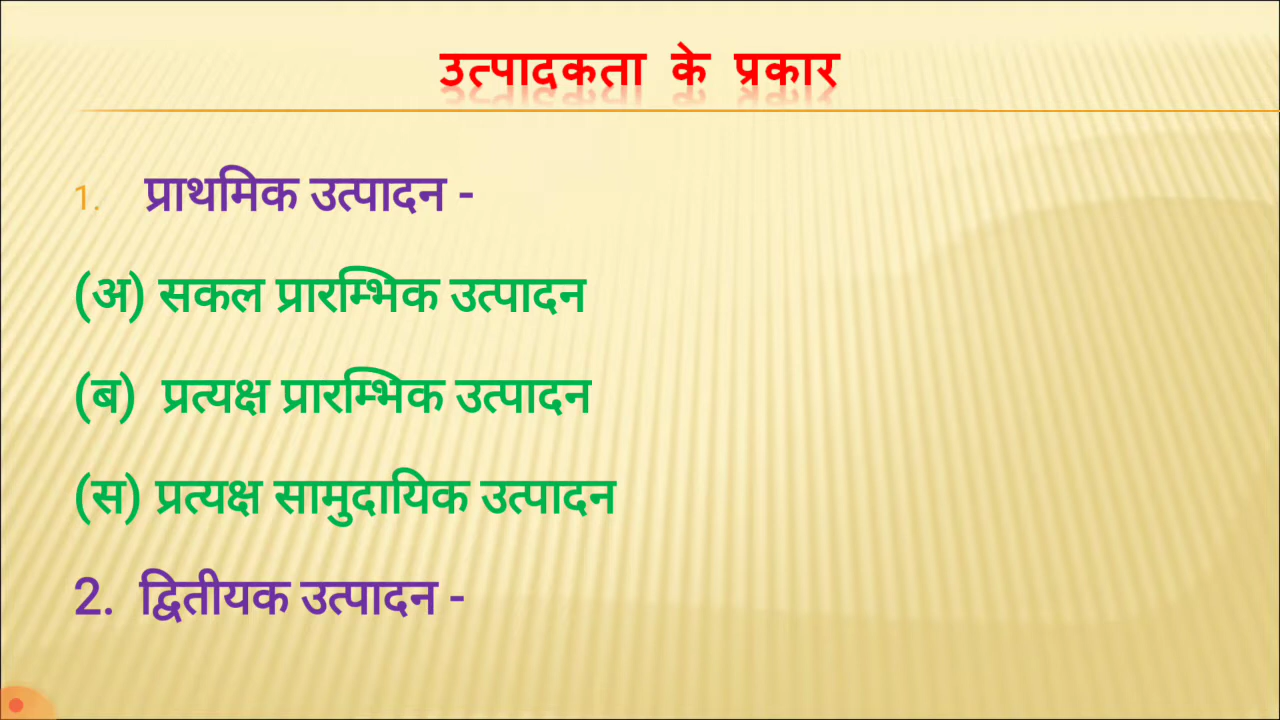 उत्पादकता के प्रकार
1. प्राथमिक उत्पादन -
(अ) सकल प्रारम्भिक उत्पादन
(ब) प्रत्यक्ष प्रारम्भिक उत्पादन
(स) प्रत्यक्ष सामुदायिक उत्पादन
2. द्वितीयक उत्पादन -